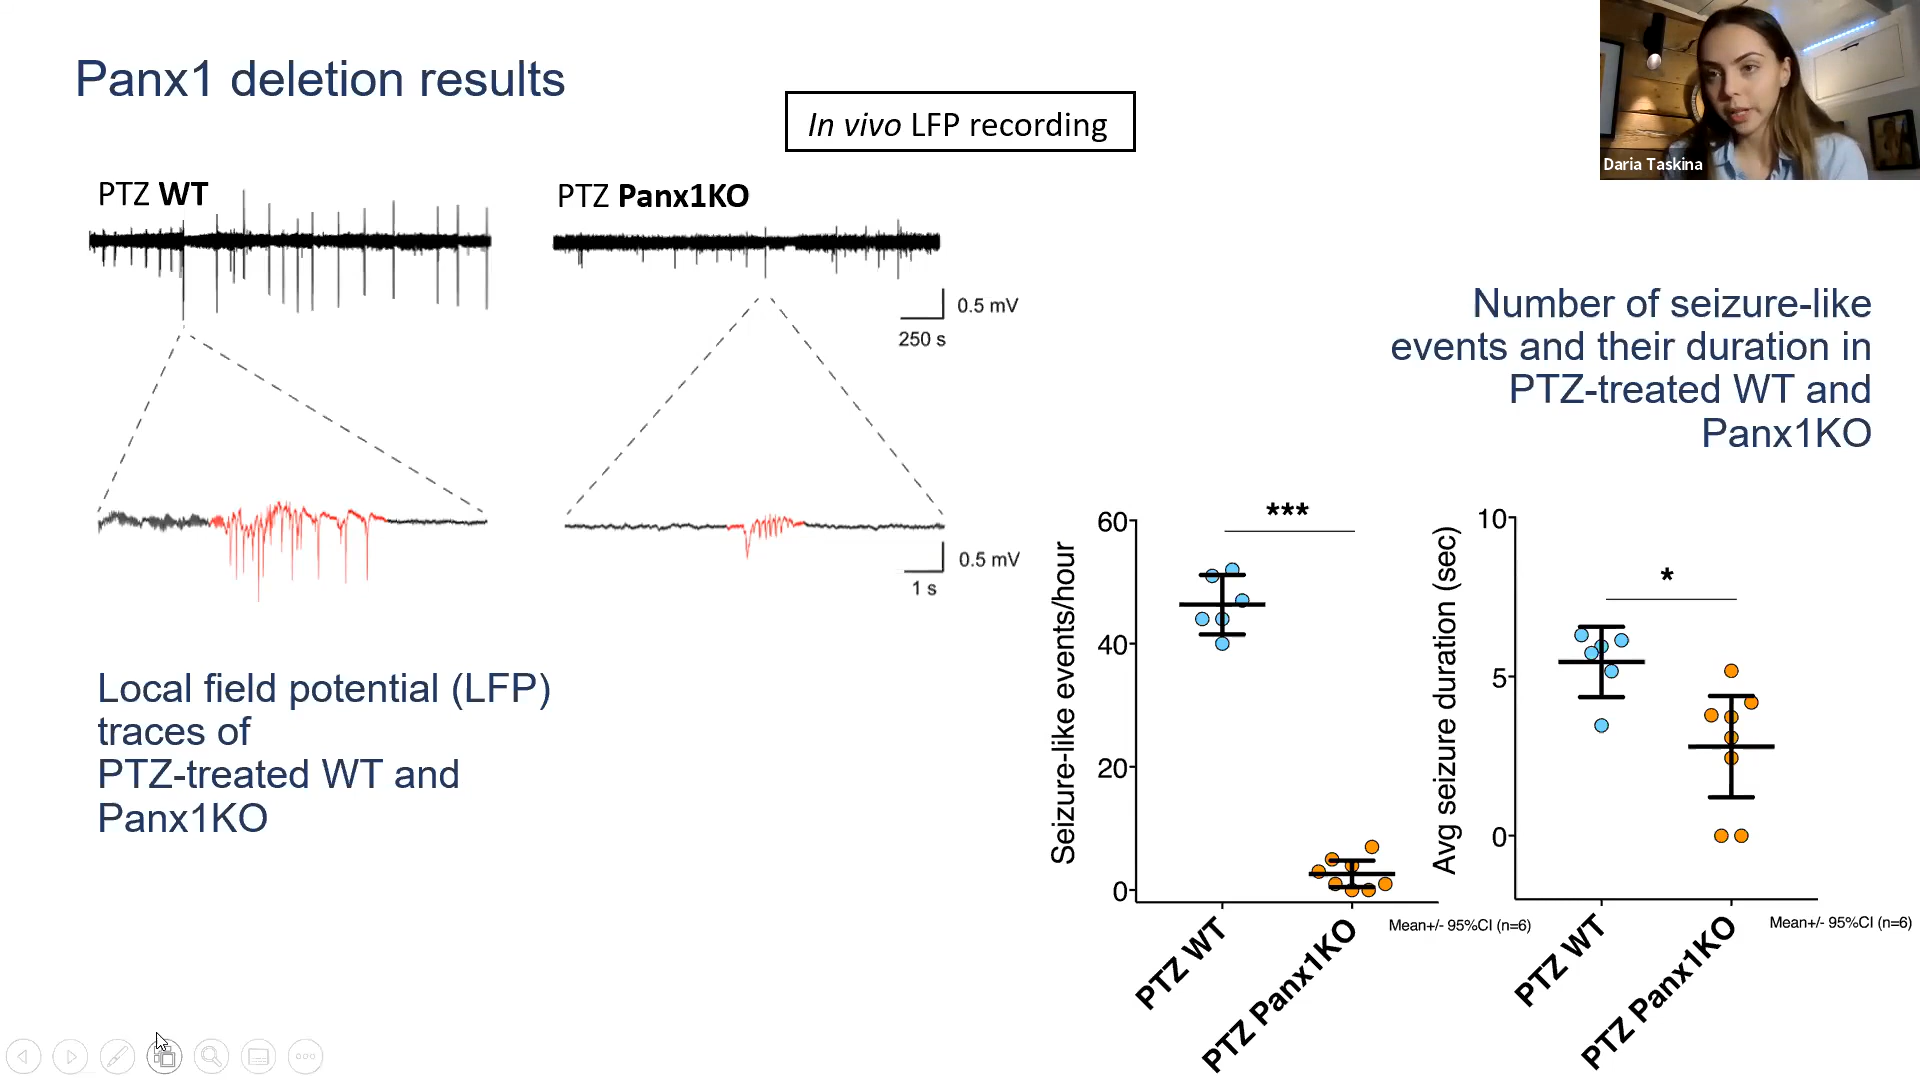 Panx1 deletion results
In vivo LFP recording
Daria Taskina
PTZ WT
PTZ Panx1KO
0.5 mV
250 s
0.5 mV
1 s
Local field potential (LFP)
traces of
PTZ-treated WT and
Panx1KO
Number of seizure-like
events and their duration in
PTZ-treated WT and
Panx1KO
Seizure-like events/hour
60
40
20
0
***
PTZ WT
PTZ Panx1KO
Mean+/- 95%CI (n=6)
Avg seizure duration (sec)
10
5
0
*
PTZ WT
PTZ Panx1KO
Mean+/- 95%CI (n=6)